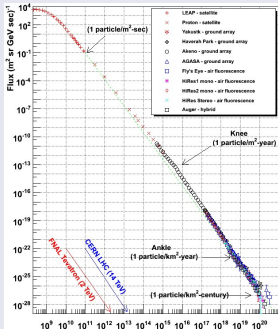 Flux (m² sr GeV sec)⁻¹
10⁴
10²
10⁻¹
10⁻⁴
10⁻⁷
10⁻¹⁰
10⁻¹³
10⁻¹⁶
10⁻¹⁹
10⁻²²
10⁻²⁵
10⁻²⁸
(1 particle/m²-sec)
LEAP - satellite
Proton - satellite
Yakustk - ground array
Haverah Park - ground array
Akeno - ground array
AGASA - ground array
Fly's Eye - air fluorescence
HiRes1 mono - air fluorescence
HiRes2 mono - air fluorescence
HiRes Stereo - air fluorescence
Auger - hybrid
Knee
(1 particle/m²-year)
Ankle
(1 particle/km²-year)
(1 particle/km²-century)
FNAL Tevatron (2 TeV)
CERN LHC (14 TeV)
10⁹ 10¹⁰ 10¹¹ 10¹² 10¹³ 10¹⁴ 10¹⁵ 10¹⁶ 10¹⁷ 10¹⁸ 10¹⁹ 10²⁰